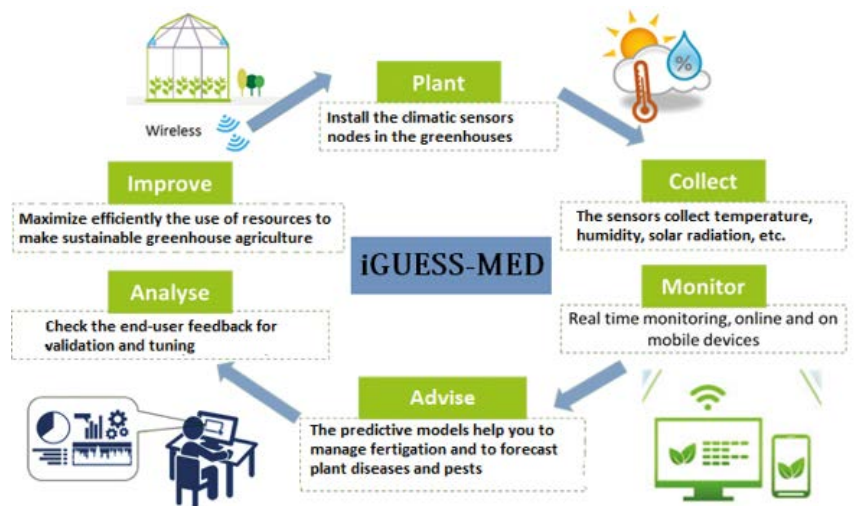 Plant
Install the climatic sensors
nodes in the greenhouses
Wireless
%
Collect
The sensors collect temperature,
humidity, solar radiation, etc.
Monitor
Real time monitoring, online and on
mobile devices
Advise
The predictive models help you to
manage fertigation and to forecast
plant diseases and pests
Analyse
Check the end-user feedback for
validation and tuning
Improve
Maximize efficiently the use of resources to
make sustainable greenhouse agriculture
iGUESS-MED